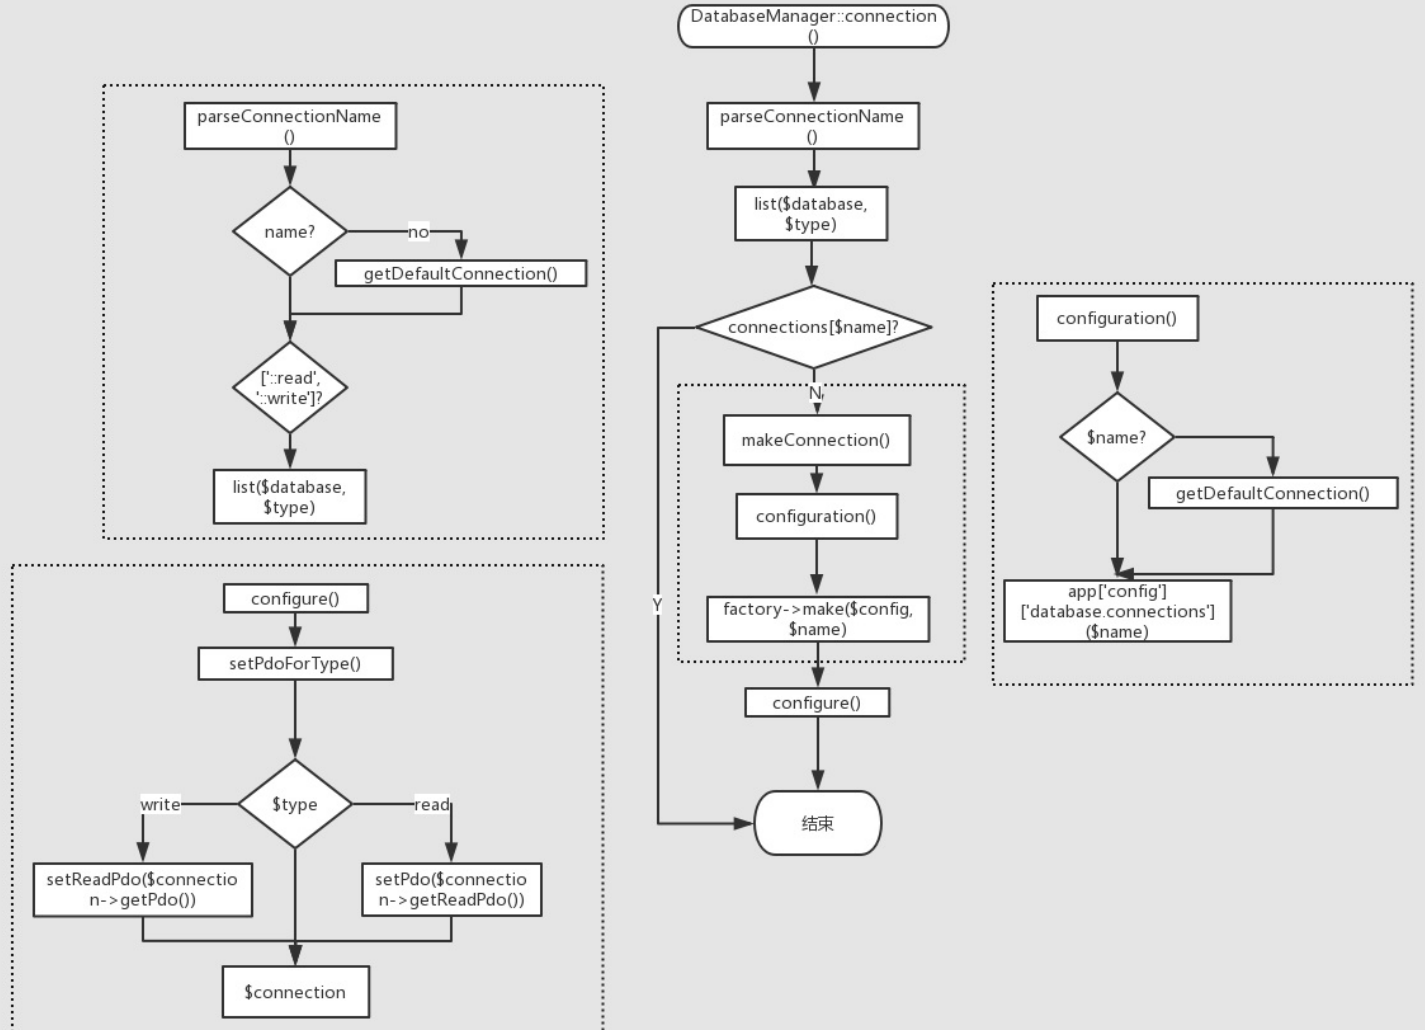 DatabaseManager::connection
()
parseConnectionName
()
list($database,
$type)
connections[$name]?
N
Y
makeConnection()
configuration()
factory->make($config,
$name)
configure()
结束
parseConnectionName
()
name?
no
getDefaultConnection()
['::read',
'::write']?
list($database,
$type)
configure()
setPdoForType()
$type
write
read
setReadPdo($connectio
n->getPdo())
setPdo($connectio
n->getReadPdo())
$connection
configuration()
$name?
getDefaultConnection()
app['config']
['database.connections']
($name)